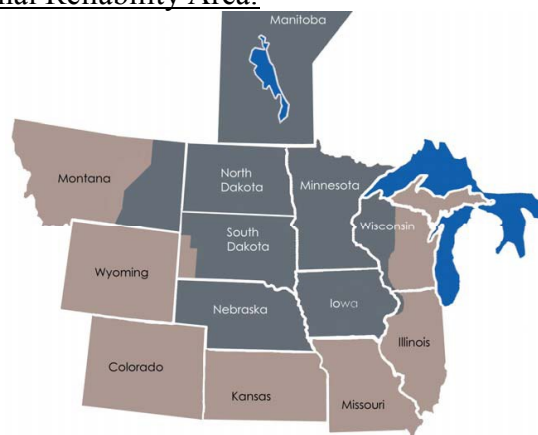 nal Reliability Area:
Manitoba
Montana
North
Dakota
Minnesota
Wisconsin
South
Dakota
Wyoming
Nebraska
Iowa
Illinois
Colorado
Kansas
Missouri